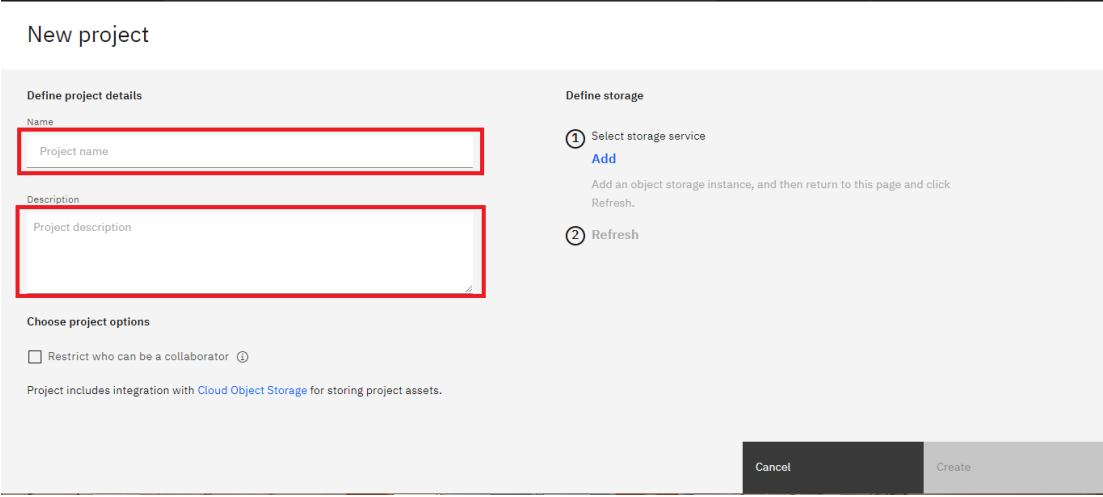 New project
Define project details
Name
Project name
Description
Project description
Choose project options
Restrict who can be a collaborator
Project includes integration with Cloud Object Storage for storing project assets.
Define storage
1 Select storage service
Add
Add an object storage instance, and then return to this page and click
Refresh.
2 Refresh
Cancel
Create